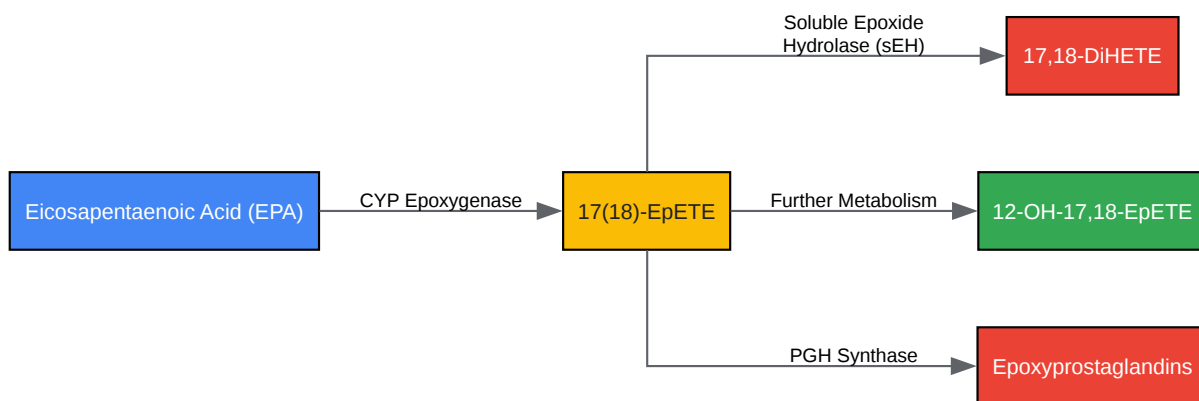 Soluble Epoxide
Hydrolase (sEH)
17,18-DiHETE
Eicosapentaenoic Acid (EPA)
CYP Epoxygenase
17(18)-EpETE
Further Metabolism
12-OH-17,18-EpETE
PGH Synthase
Epoxyprostaglandins